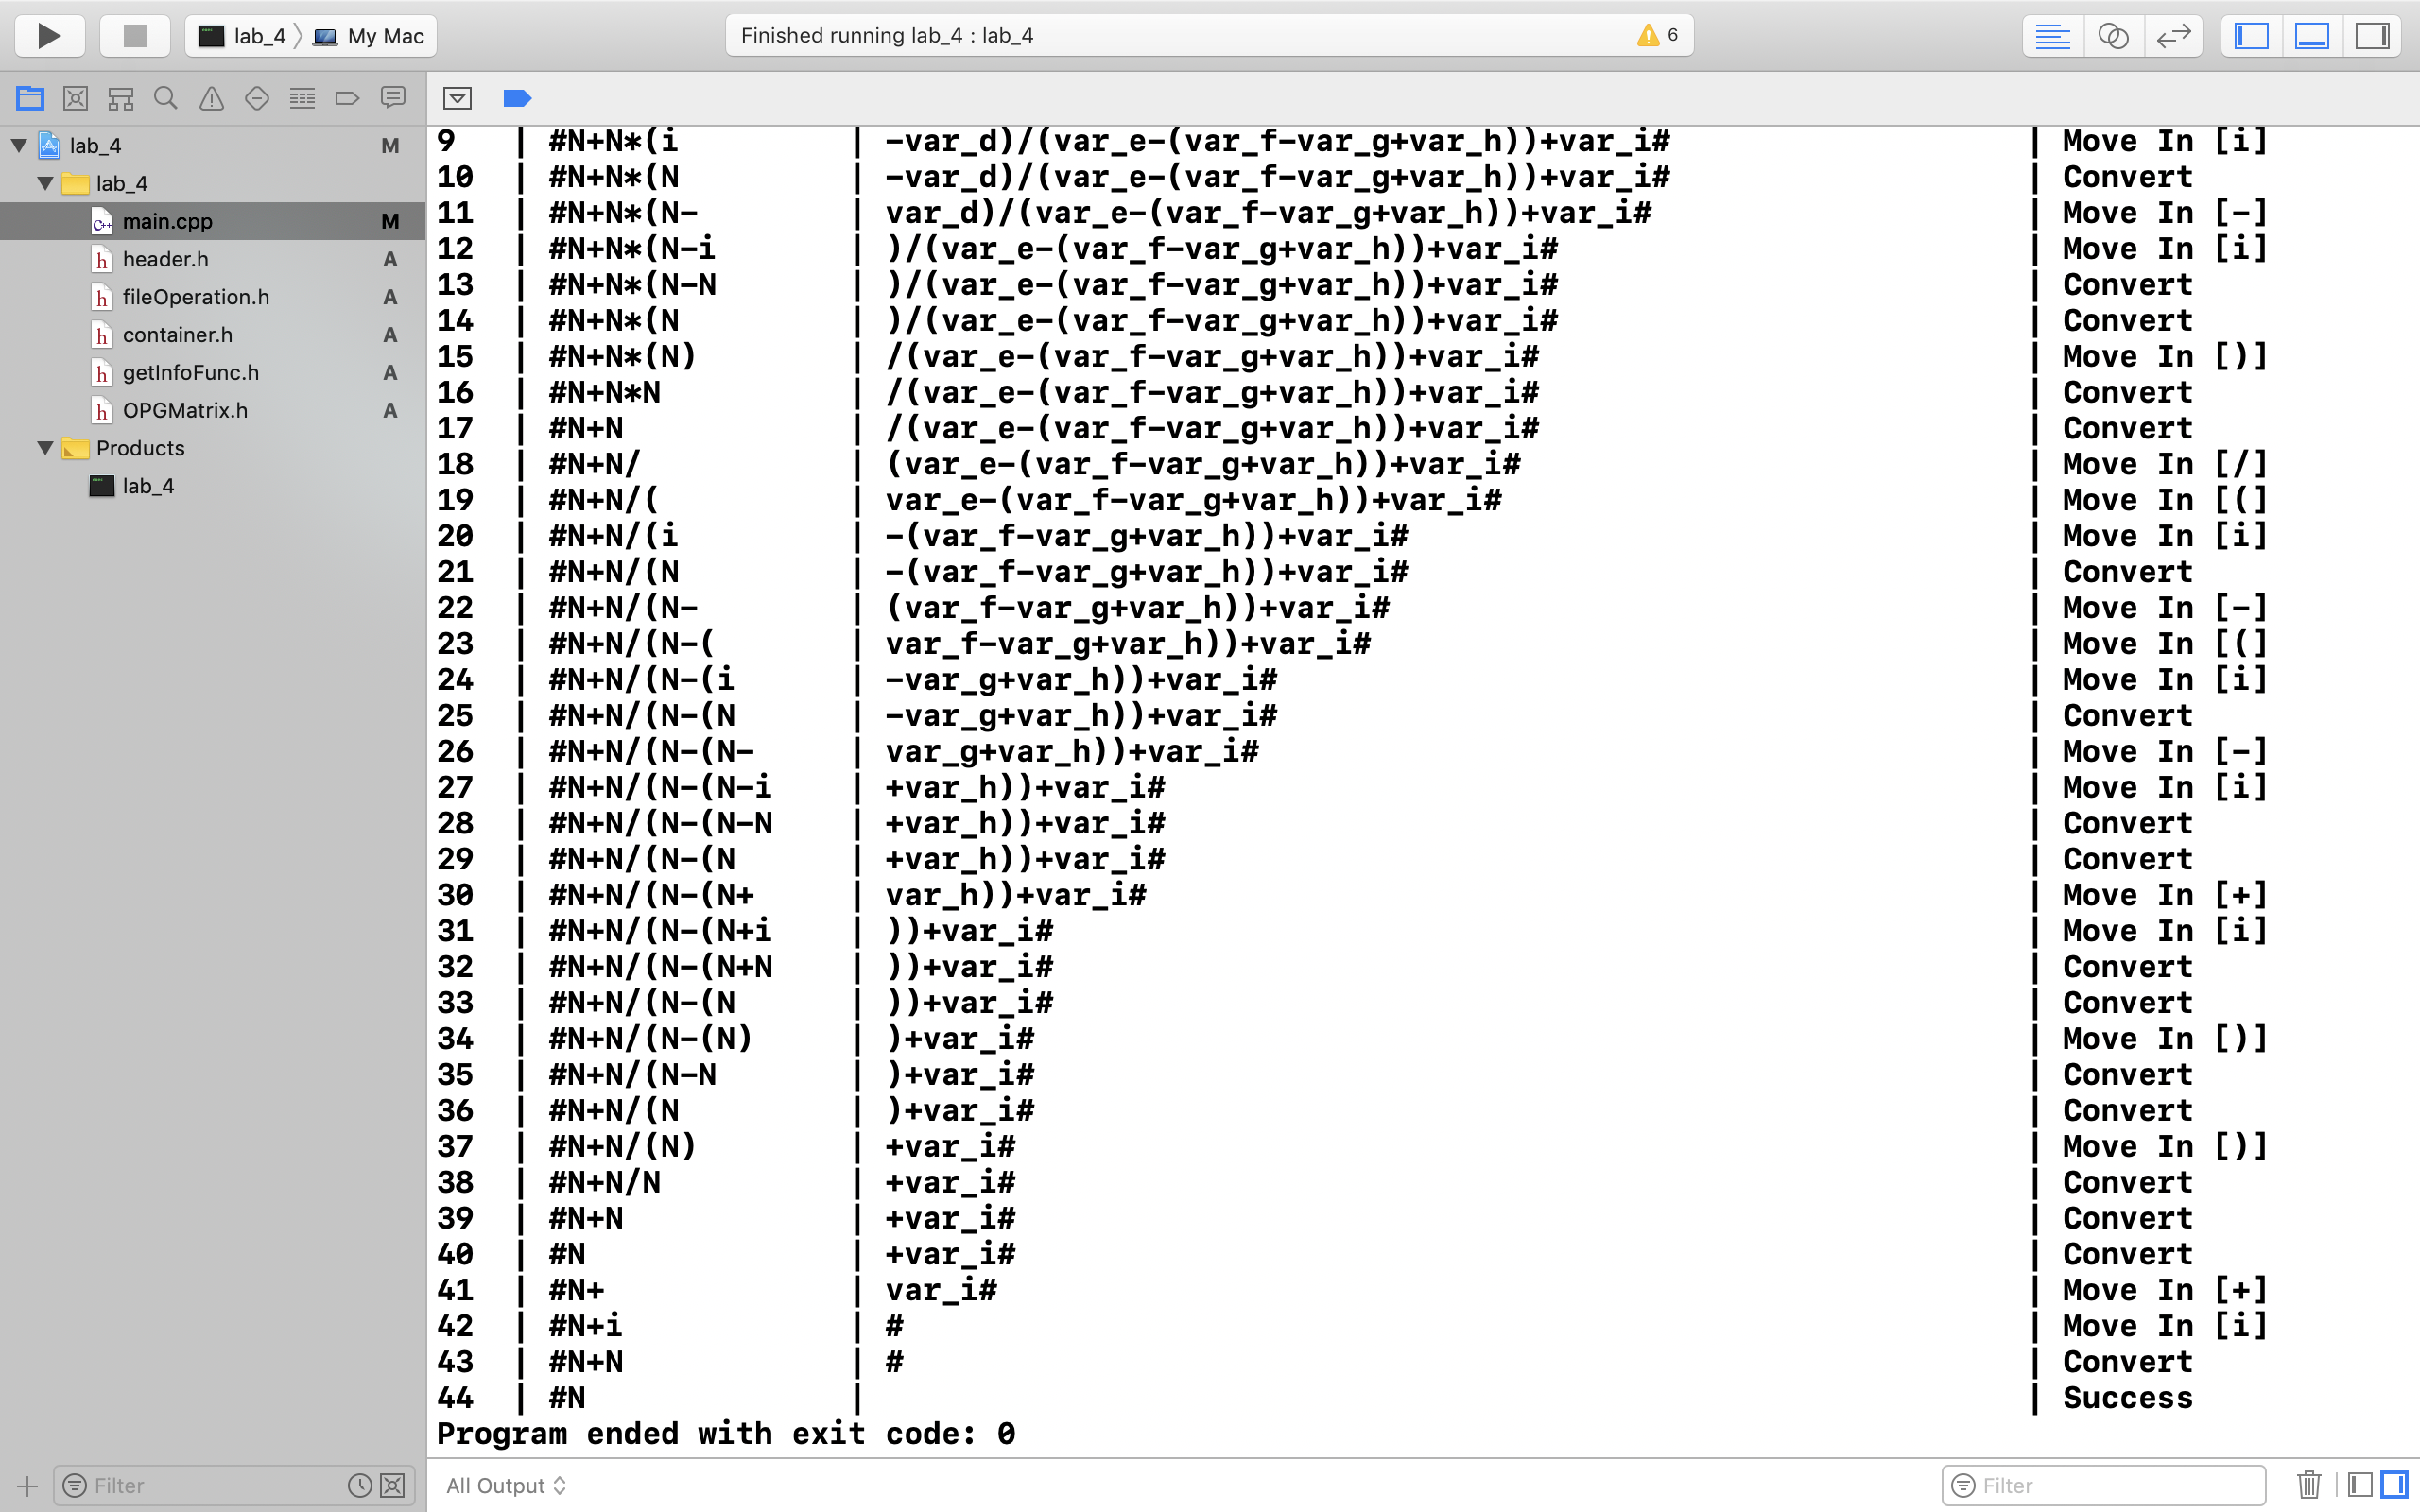 lab_4 〉 My Mac
Finished running lab_4 : lab_4
6
lab_4 M
lab_4
main.cpp M
header.h A
fileOperation.h A
container.h A
getInfoFunc.h A
OPGMatrix.h A
Products
lab_4
9 | #N+N*(i | -var_d)/(var_e-(var_f-var_g+var_h))+var_i# | Move In [i]
10 | #N+N*(N | -var_d)/(var_e-(var_f-var_g+var_h))+var_i# | Convert
11 | #N+N*(N- | var_d)/(var_e-(var_f-var_g+var_h))+var_i# | Move In [-]
12 | #N+N*(N-i | )/(var_e-(var_f-var_g+var_h))+var_i# | Move In [i]
13 | #N+N*(N-N | )/(var_e-(var_f-var_g+var_h))+var_i# | Convert
14 | #N+N*(N | )/(var_e-(var_f-var_g+var_h))+var_i# | Convert
15 | #N+N*(N) | /(var_e-(var_f-var_g+var_h))+var_i# | Move In [)]
16 | #N+N*N | /(var_e-(var_f-var_g+var_h))+var_i# | Convert
17 | #N+N | /(var_e-(var_f-var_g+var_h))+var_i# | Convert
18 | #N+N/ | (var_e-(var_f-var_g+var_h))+var_i# | Move In [/]
19 | #N+N/( | var_e-(var_f-var_g+var_h))+var_i# | Move In [(]
20 | #N+N/(i | -(var_f-var_g+var_h))+var_i# | Move In [i]
21 | #N+N/(N | -(var_f-var_g+var_h))+var_i# | Convert
22 | #N+N/(N- | (var_f-var_g+var_h))+var_i# | Move In [-]
23 | #N+N/(N-( | var_f-var_g+var_h))+var_i# | Move In [(]
24 | #N+N/(N-(i | -var_g+var_h))+var_i# | Move In [i]
25 | #N+N/(N-(N | -var_g+var_h))+var_i# | Convert
26 | #N+N/(N-(N- | var_g+var_h))+var_i# | Move In [-]
27 | #N+N/(N-(N-i | +var_h))+var_i# | Move In [i]
28 | #N+N/(N-(N-N | +var_h))+var_i# | Convert
29 | #N+N/(N-(N | +var_h))+var_i# | Convert
30 | #N+N/(N-(N+ | var_h))+var_i# | Move In [+]
31 | #N+N/(N-(N+i | ))+var_i# | Move In [i]
32 | #N+N/(N-(N+N | ))+var_i# | Convert
33 | #N+N/(N-(N | ))+var_i# | Convert
34 | #N+N/(N-(N) | )+var_i# | Move In [)]
35 | #N+N/(N-N | )+var_i# | Convert
36 | #N+N/(N | )+var_i# | Convert
37 | #N+N/(N) | +var_i# | Move In [)]
38 | #N+N/N | +var_i# | Convert
39 | #N+N | +var_i# | Convert
40 | #N | +var_i# | Convert
41 | #N+ | var_i# | Move In [+]
42 | #N+i | # | Move In [i]
43 | #N+N | # | Convert
44 | #N | | Success
Program ended with exit code: 0
Filter
All Output
Filter